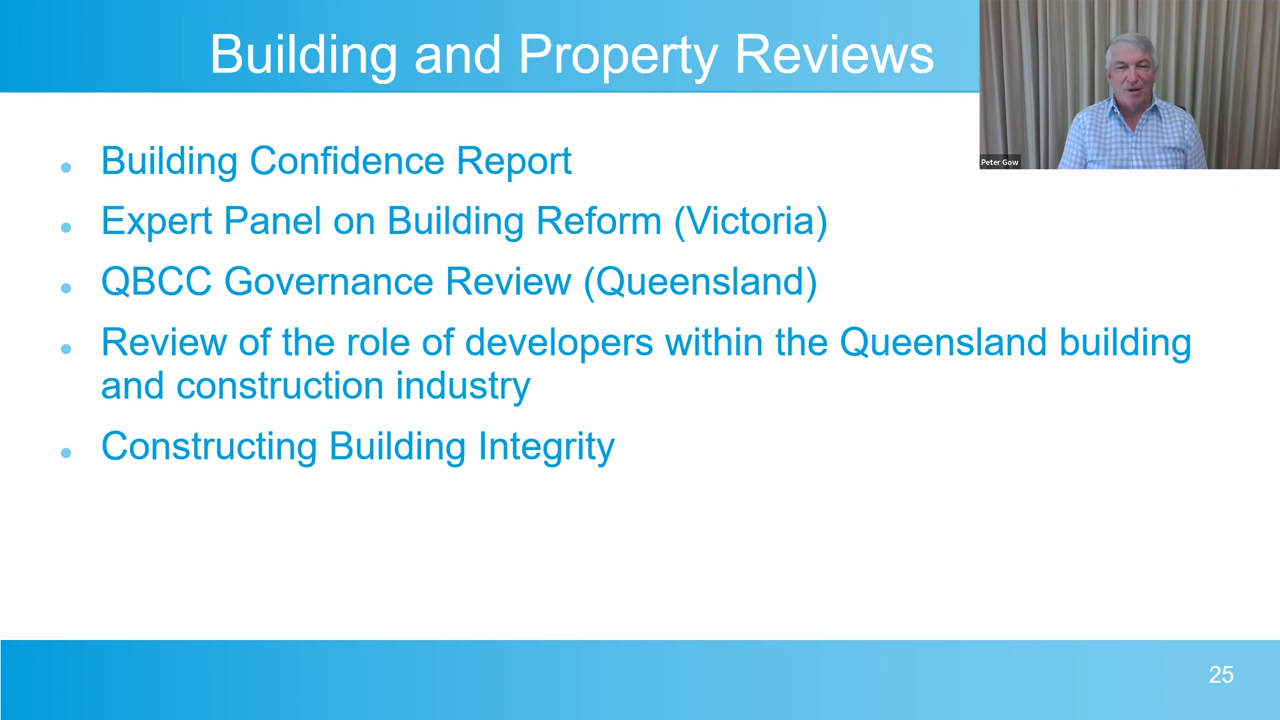 Building and Property Reviews
Peter Gow
Building Confidence Report
Expert Panel on Building Reform (Victoria)
QBCC Governance Review (Queensland)
Review of the role of developers within the Queensland building
and construction industry
Constructing Building Integrity
25